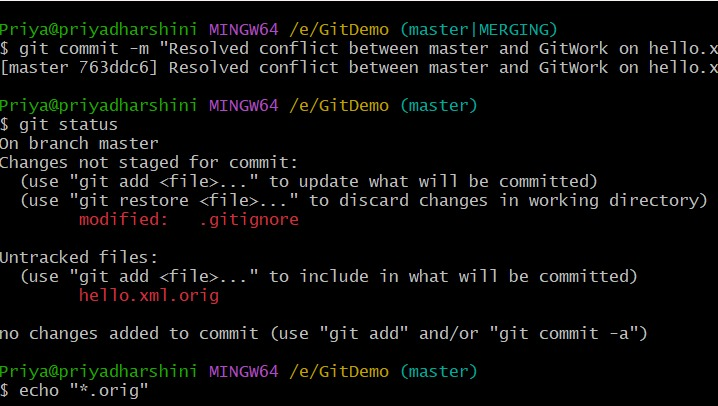 Priya@priyadharshini MINGW64 /e/GitDemo (master|MERGING)
$ git commit -m "Resolved conflict between master and GitWork on hello.x
[master 763ddc6] Resolved conflict between master and GitWork on hello.x
Priya@priyadharshini MINGW64 /e/GitDemo (master)
$ git status
On branch master
Changes not staged for commit:
(use "git add <file>..." to update what will be committed)
(use "git restore <file>..." to discard changes in working directory)
modified: .gitignore
Untracked files:
(use "git add <file>..." to include in what will be committed)
hello.xml.orig
no changes added to commit (use "git add" and/or "git commit -a")
Priya@priyadharshini MINGW64 /e/GitDemo (master)
$ echo "*.orig"